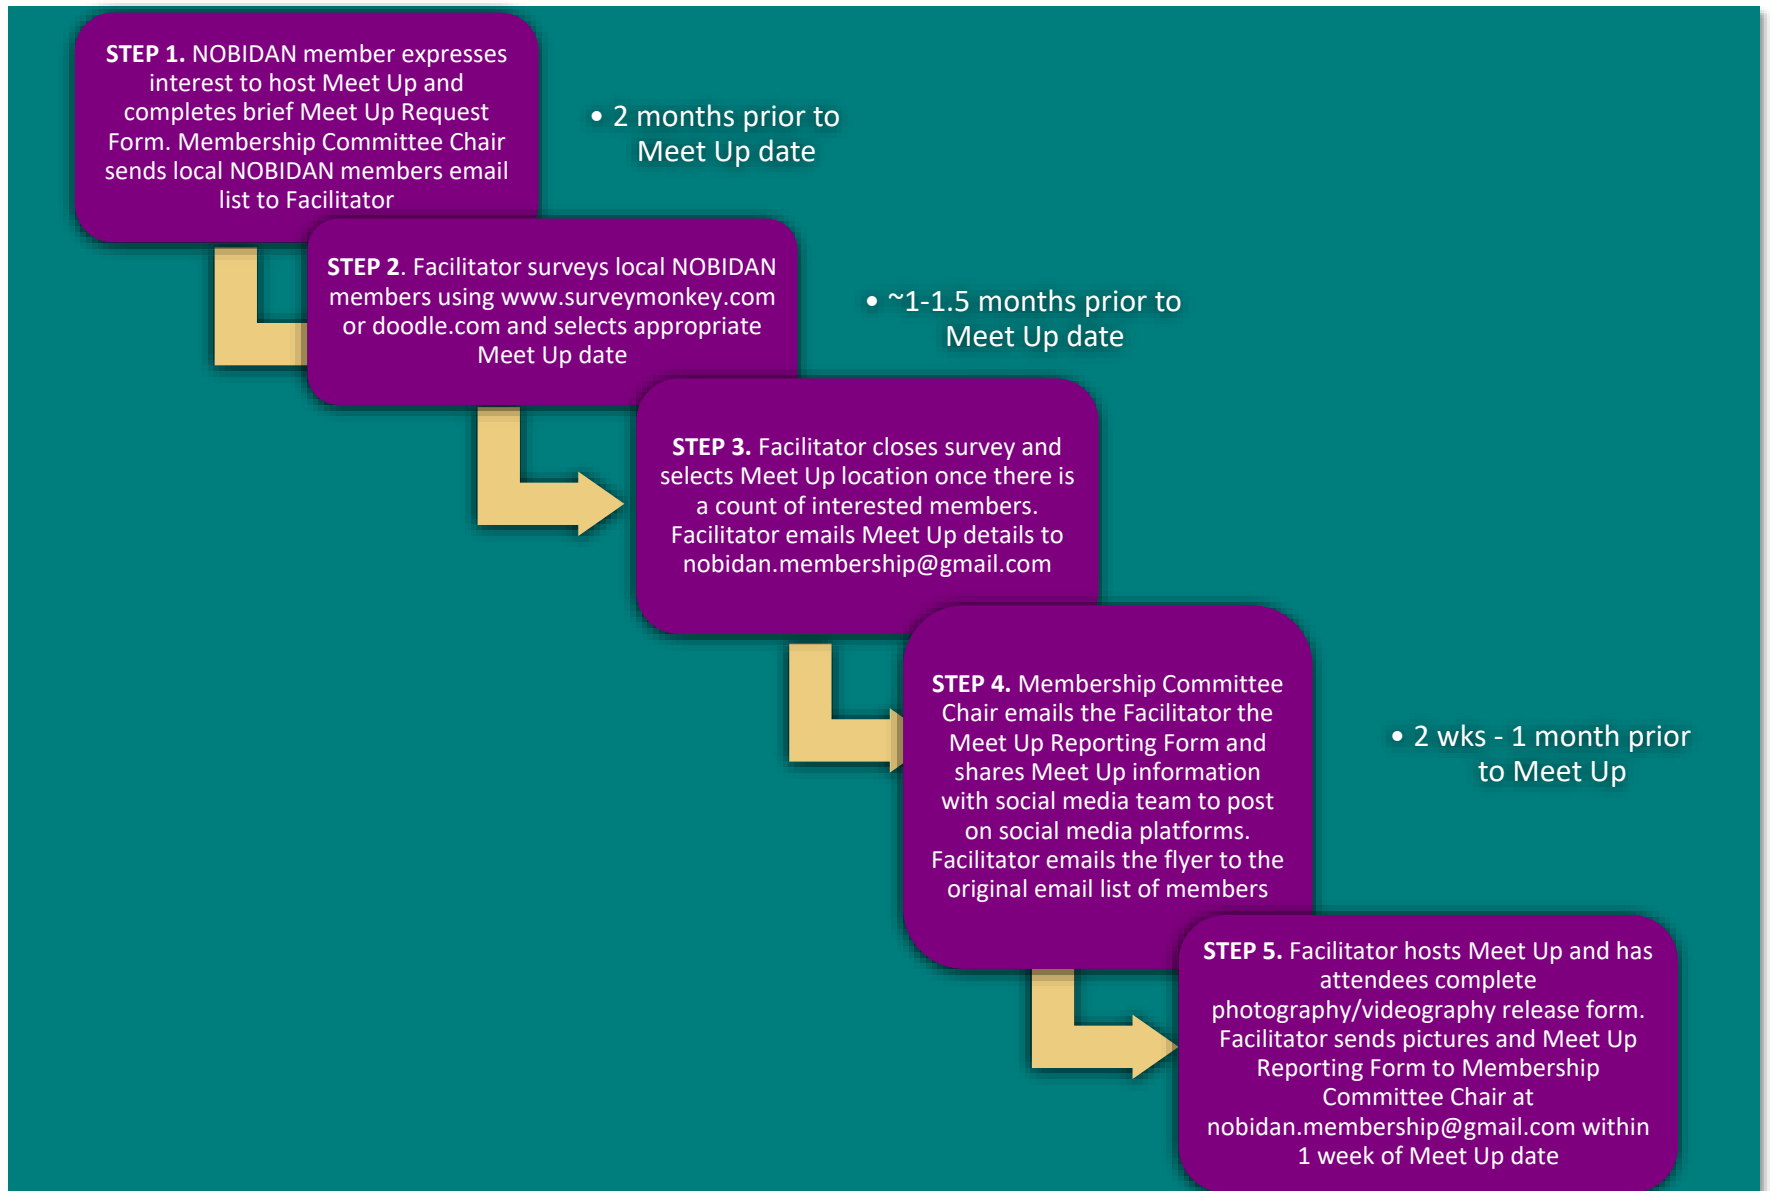 STEP 1. NOBIDAN member expresses
interest to host Meet Up and
completes brief Meet Up Request
Form. Membership Committee Chair
sends local NOBIDAN members email
list to Facilitator
• 2 months prior to
Meet Up date
STEP 2. Facilitator surveys local NOBIDAN
members using www.surveymonkey.com
or doodle.com and selects appropriate
Meet Up date
• ~1-1.5 months prior to
Meet Up date
STEP 3. Facilitator closes survey and
selects Meet Up location once there is
a count of interested members.
Facilitator emails Meet Up details to
nobidan.membership@gmail.com
STEP 4. Membership Committee
Chair emails the Facilitator the
Meet Up Reporting Form and
shares Meet Up information
with social media team to post
on social media platforms.
Facilitator emails the flyer to the
original email list of members
• 2 wks - 1 month prior
to Meet Up
STEP 5. Facilitator hosts Meet Up and has
attendees complete
photography/videography release form.
Facilitator sends pictures and Meet Up
Reporting Form to Membership
Committee Chair at
nobidan.membership@gmail.com within
1 week of Meet Up date